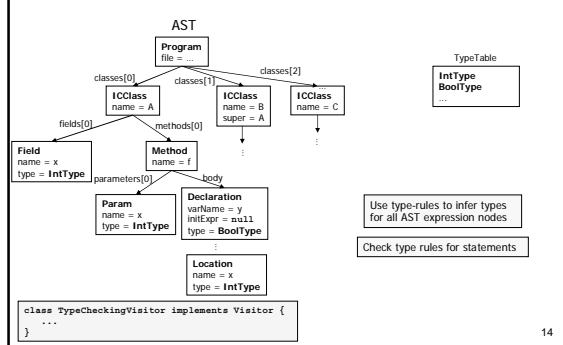 AST
Program
file = ...
classes[0]
classes[1]
classes[2]
ICClass
name = A
ICClass
name = B
super = A
...
ICClass
name = C
fields[0]
methods[0]
...
...
Field
name = x
type = IntType
Method
name = f
parameters[0]
body
Param
name = x
type = IntType
Declaration
varName = y
initExpr = null
type = BoolType
...
Location
name = x
type = IntType
TypeTable
IntType
BoolType
...
Use type-rules to infer types
for all AST expression nodes
Check type rules for statements
class TypeCheckingVisitor implements Visitor {
...
}
14